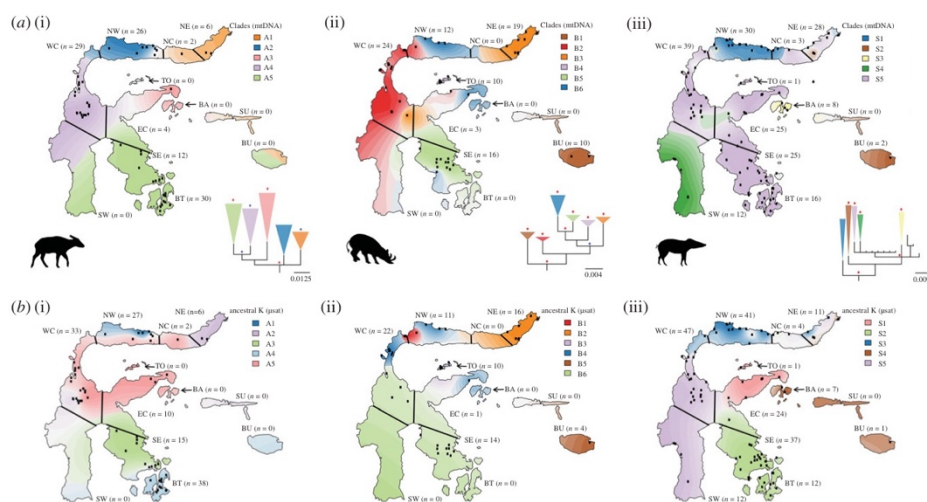 (a) (i)
NW (n = 26)
NE (n = 6)
Clades (mtDNA)
WC (n = 29)
NC (n = 2)
A1
A2
A3
A4
A5
TO (n = 0)
BA (n = 0)
SU (n = 0)
EC (n = 4)
BU (n = 0)
SE (n = 12)
BT (n = 30)
SW (n = 0)
0.0125
(ii)
NW (n = 12)
NE (n = 19)
Clades (mtDNA)
WC (n = 24)
NC (n = 0)
B1
B2
B3
B4
B5
B6
TO (n = 10)
BA (n = 0)
SU (n = 0)
EC (n = 3)
BU (n = 10)
SE (n = 16)
BT (n = 0)
SW (n = 0)
0.004
(iii)
NW (n = 30)
NE (n = 28)
Clades (mtDNA)
WC (n = 39)
NC (n = 3)
S1
S2
S3
S4
S5
TO (n = 1)
BA (n = 8)
SU (n = 0)
EC (n = 25)
BU (n = 2)
SE (n = 25)
BT (n = 16)
SW (n = 12)
(b) (i)
NW (n = 27)
NE (n=6)
ancestral K (µsat)
WC (n = 33)
NC (n = 2)
A1
A2
A3
A4
A5
TO (n = 0)
BA (n = 0)
SU (n = 0)
EC (n = 10)
BU (n = 0)
SE (n = 15)
BT (n = 38)
SW (n = 0)
(ii)
NW (n = 11)
NE (n = 16)
ancestral K (µsat)
WC (n = 22)
NC (n = 0)
B1
B2
B3
B4
B5
B6
TO (n = 10)
BA (n = 0)
SU (n = 0)
EC (n = 1)
BU (n = 4)
SE (n = 14)
BT (n = 0)
SW (n = 0)
(iii)
NW (n = 41)
NE (n = 11)
ancestral K (µsat)
WC (n = 47)
NC (n = 4)
S1
S2
S3
S4
S5
TO (n = 1)
BA (n = 7)
SU (n = 0)
EC (n = 24)
BU (n = 1)
SE (n = 37)
BT (n = 12)
SW (n = 12)